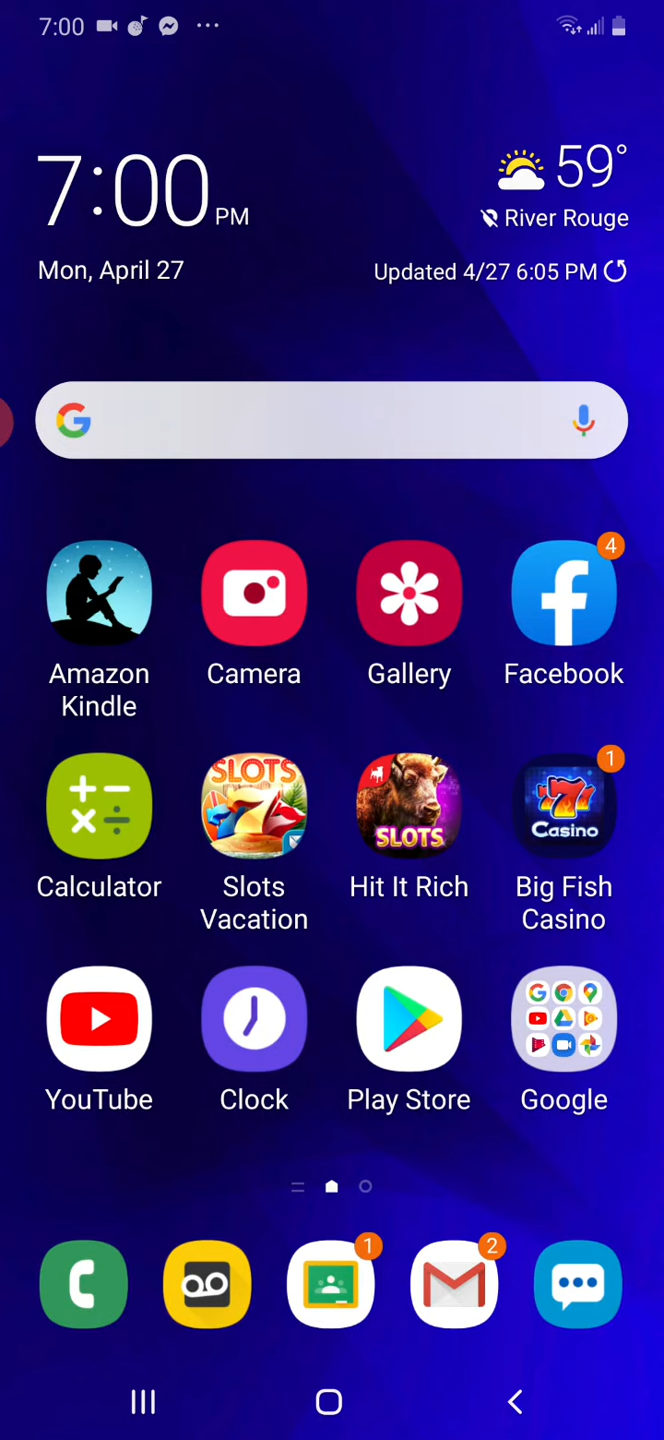 7:00
7:00 PM
59°
River Rouge
Mon, April 27
Updated 4/27 6:05 PM
4
Amazon Kindle
Camera
Gallery
Facebook
1
SLOTS
SLOTS
Casino
Calculator
Slots Vacation
Hit It Rich
Big Fish Casino
YouTube
Clock
Play Store
Google
1
2